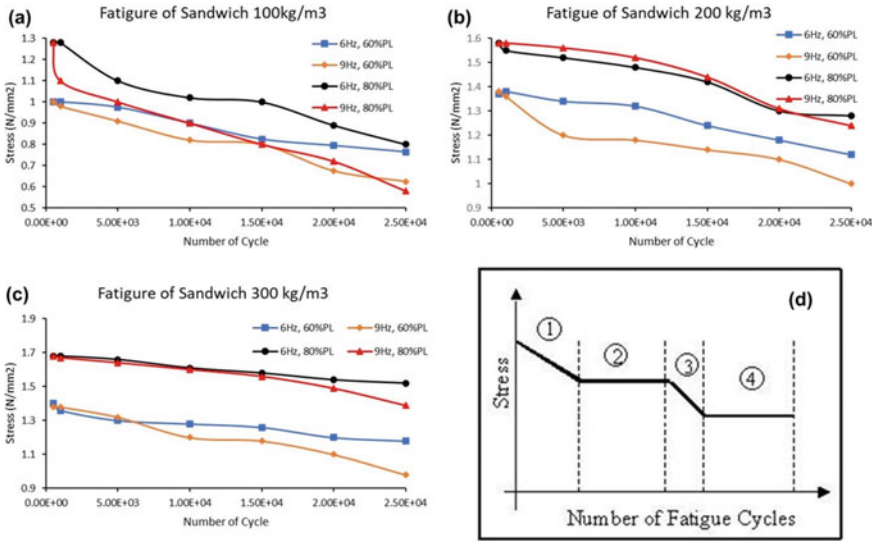 (a)
Fatigure of Sandwich 100kg/m3
Stress (N/mm2)
1.3
1.2
1.1
1
0.9
0.8
0.7
0.6
0.5
0.00E+00 5.00E+03 1.00E+04 1.50E+04 2.00E+04 2.50E+04
Number of Cycle
6Hz, 60%PL
9Hz, 60%PL
6Hz, 80%PL
9Hz, 80%PL
(b)
Fatigue of Sandwich 200 kg/m3
Stress (N/mm2)
1.6
1.5
1.4
1.3
1.2
1.1
1
0.9
0.00E+00 5.00E+03 1.00E+04 1.50E+04 2.00E+04 2.50E+04
Number of Cycle
6Hz, 60%PL
9Hz, 60%PL
6Hz, 80%PL
9Hz, 80%PL
(c)
Fatigure of Sandwich 300 kg/m3
6Hz, 60%PL 9Hz, 60%PL
6Hz, 80%PL 9Hz, 80%PL
Stress (N/mm2)
1.9
1.7
1.5
1.3
1.1
0.9
0.00E+00 5.00E+03 1.00E+04 1.50E+04 2.00E+04 2.50E+04
Number of Cycle
(d)
Stress
① ② ③ ④
Number of Fatigue Cycles